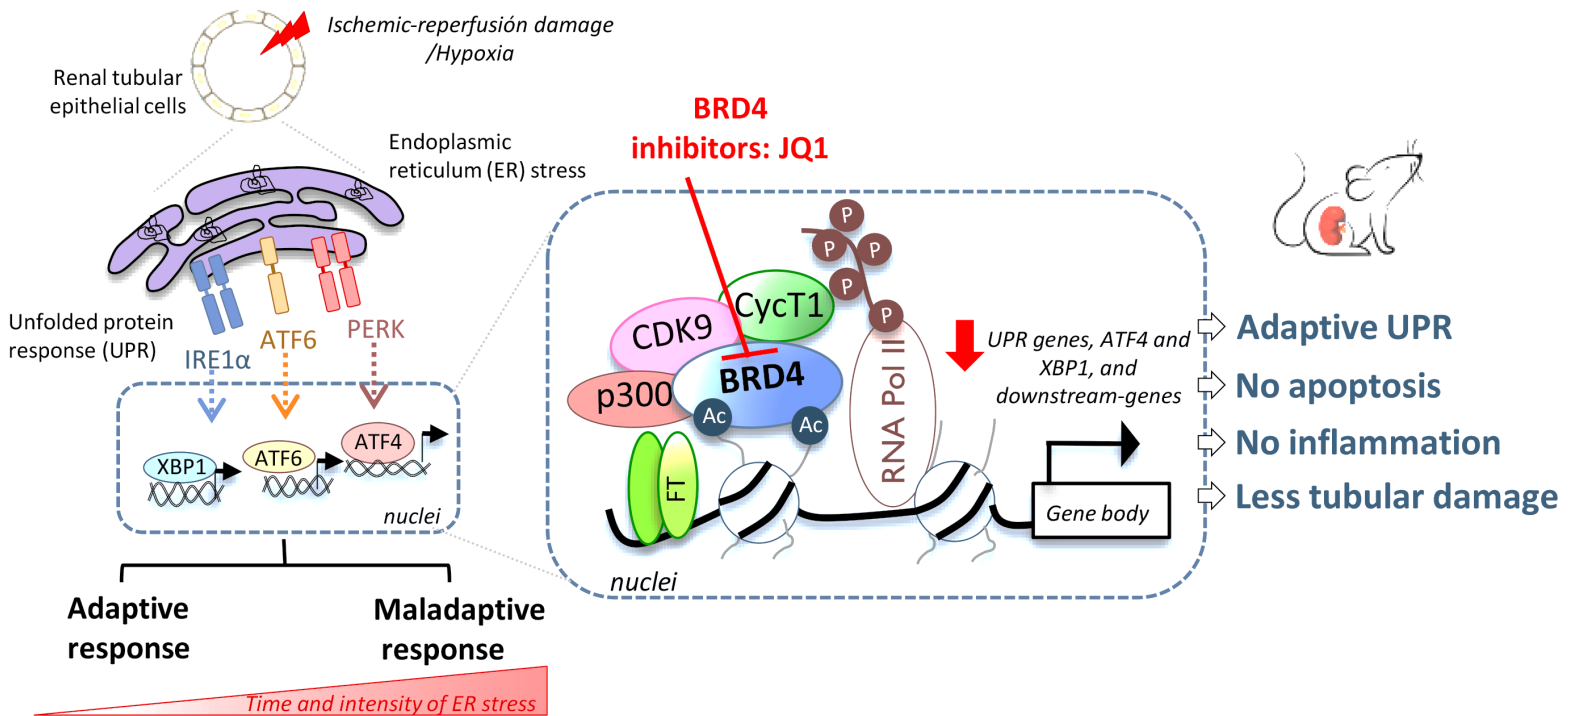 Ischemic-reperfusión damage
/Hypoxia
Renal tubular
epithelial cells
Endoplasmic
reticulum (ER) stress
Unfolded protein
response (UPR)
IRE1α
ATF6
PERK
XBP1
ATF6
ATF4
nuclei
Adaptive
response
Maladaptive
response
Time and intensity of ER stress
BRD4
inhibitors: JQ1
P
P
P
P
P
CycT1
CDK9
BRD4
p300
Ac
Ac
FT
RNA Pol II
UPR genes, ATF4 and
XBP1, and
downstream-genes
Gene body
nuclei
Adaptive UPR
No apoptosis
No inflammation
Less tubular damage